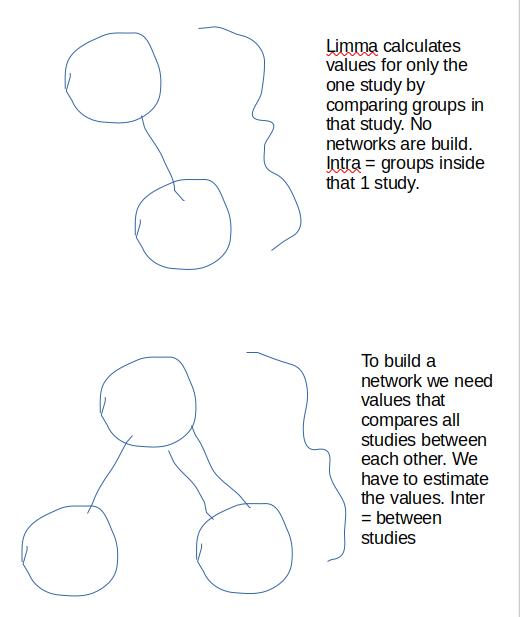 Limma calculates
values for only the
one study by
comparing groups in
that study. No
networks are build.
Intra = groups inside
that 1 study.
To build a
network we need
values that
compares all
studies between
each other. We
have to estimate
the values. Inter
= between
studies